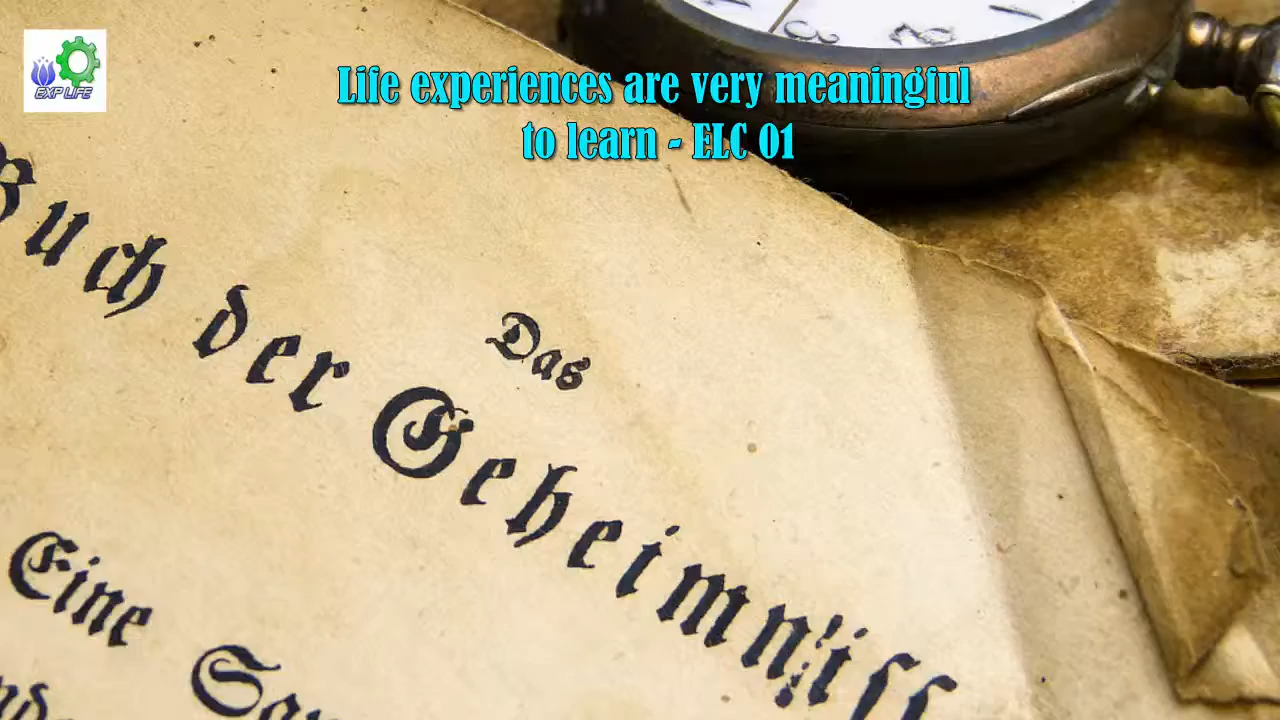 EXP LIFE
Life experiences are very meaningful
to learn - ELC 01
Das
Buch der Geheimniss
Eine